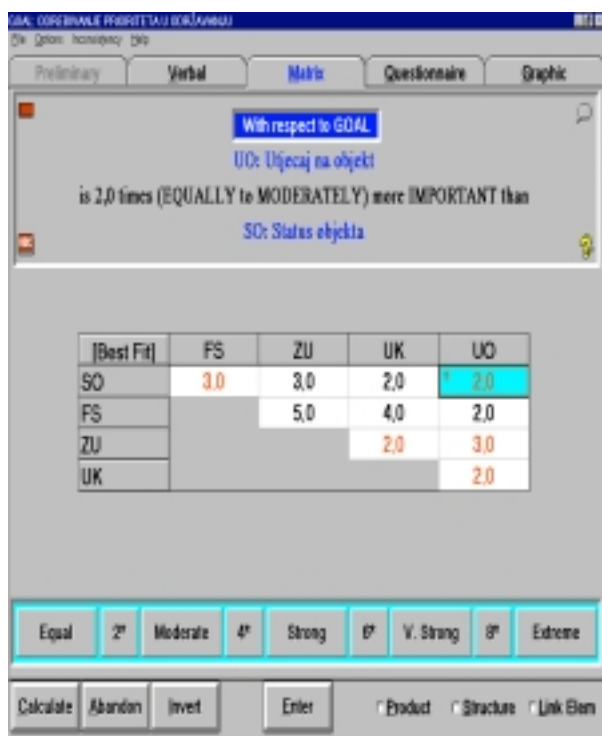 GOAL: ODREĐIVANJE PRIORITETA U ODRŽAVANJU
File Options Inconsistency Help
Preliminary Verbal Matrix Questionnaire Graphic
With respect to GOAL
UO: Utjecaj na objekt
is 2,0 times (EQUALLY to MODERATELY) more IMPORTANT than
SO: Status objekta
[Best Fit] FS ZU UK UO
SO 3,0 3,0 2,0 2,0
FS 5,0 4,0 2,0
ZU 2,0 3,0
UK 2,0
Equal 2* Moderate 4* Strong 6* V. Strong 8* Extreme
Calculate Abandon Invert Enter Product Structure Link Elem